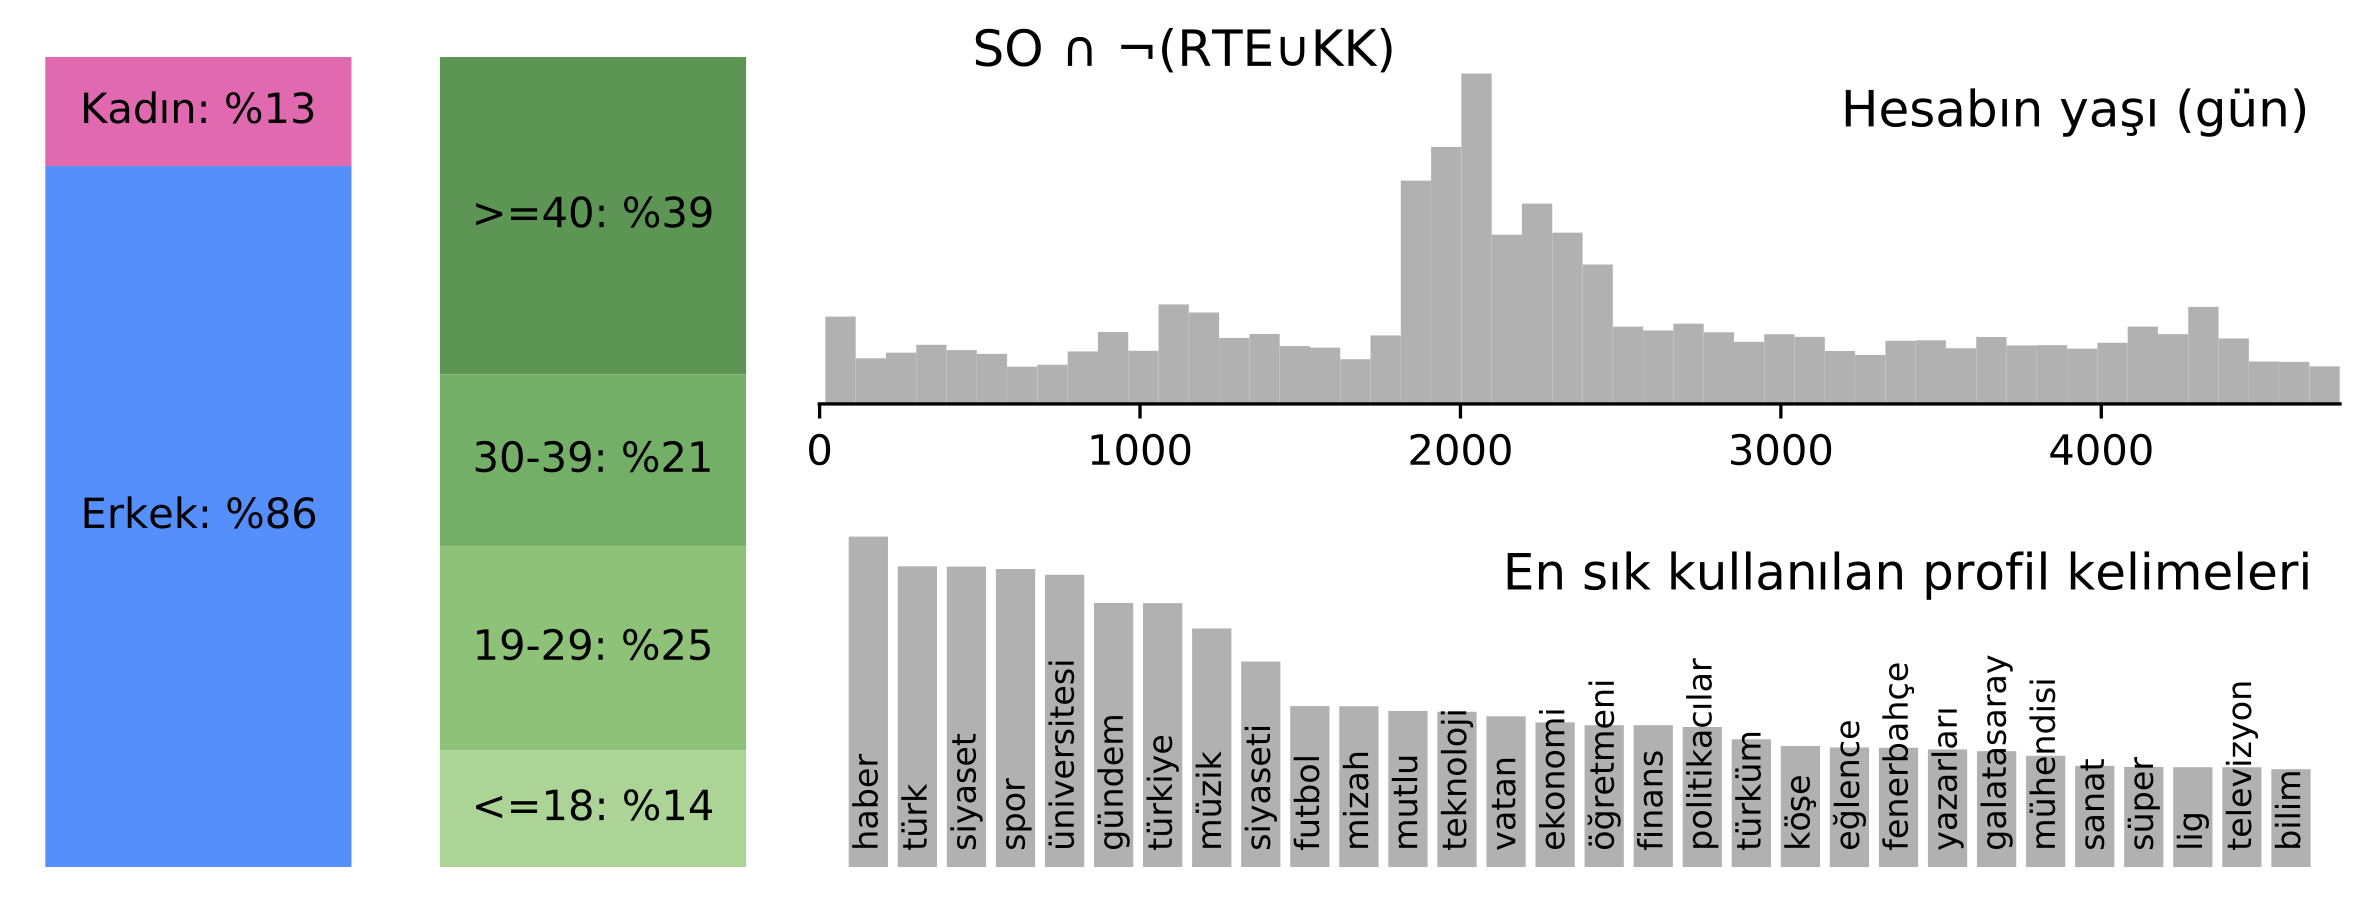 Kadın: %13
Erkek: %86
>=40: %39
30-39: %21
19-29: %25
<=18: %14
SO ∩ ¬(RTE∪KK)
Hesabın yaşı (gün)
0 1000 2000 3000 4000
En sık kullanılan profil kelimeleri
haber
türk
siyaset
spor
üniversitesi
gündem
türkiye
müzik
siyaseti
futbol
mizah
mutlu
teknoloji
vatan
ekonomi
öğretmeni
finans
politikacılar
türküm
köşe
eğlence
fenerbahçe
yazarları
galatasaray
mühendisi
sanat
süper
lig
televizyon
bilim